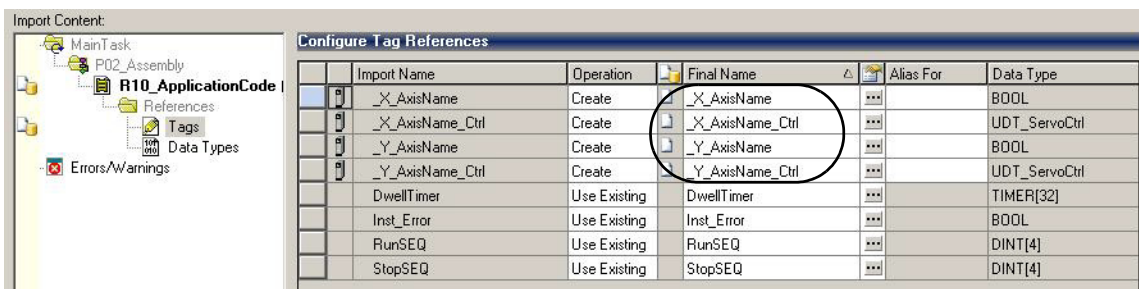 Import Content:
MainTask
P02_Assembly
R10_ApplicationCode
References
Tags
Data Types
Errors/Warnings
Configure Tag References
Import Name Operation Final Name Alias For Data Type
_X_AxisName Create _X_AxisName ... BOOL
_X_AxisName_Ctrl Create _X_AxisName_Ctrl ... UDT_ServoCtrl
_Y_AxisName Create _Y_AxisName ... BOOL
_Y_AxisName_Ctrl Create _Y_AxisName_Ctrl ... UDT_ServoCtrl
DwellTimer Use Existing DwellTimer ... TIMER[32]
Inst_Error Use Existing Inst_Error ... BOOL
RunSEQ Use Existing RunSEQ ... DINT[4]
StopSEQ Use Existing StopSEQ ... DINT[4]